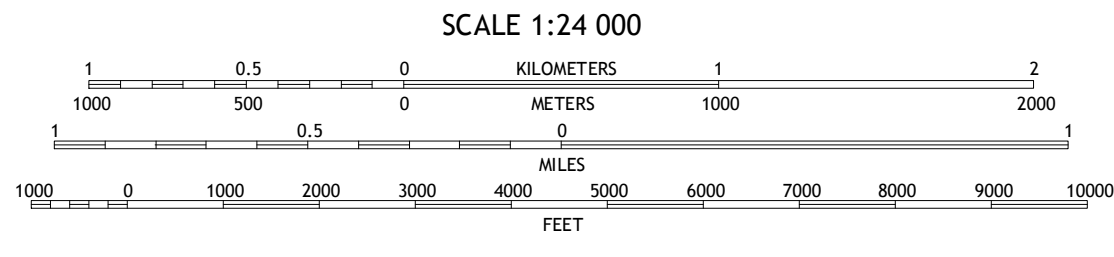 SCALE 1:24 000
1 0.5 0 KILOMETERS 1 2
1000 500 0 METERS 1000 2000
1 0.5 0 1
MILES
1000 0 1000 2000 3000 4000 5000 6000 7000 8000 9000 10000
FEET